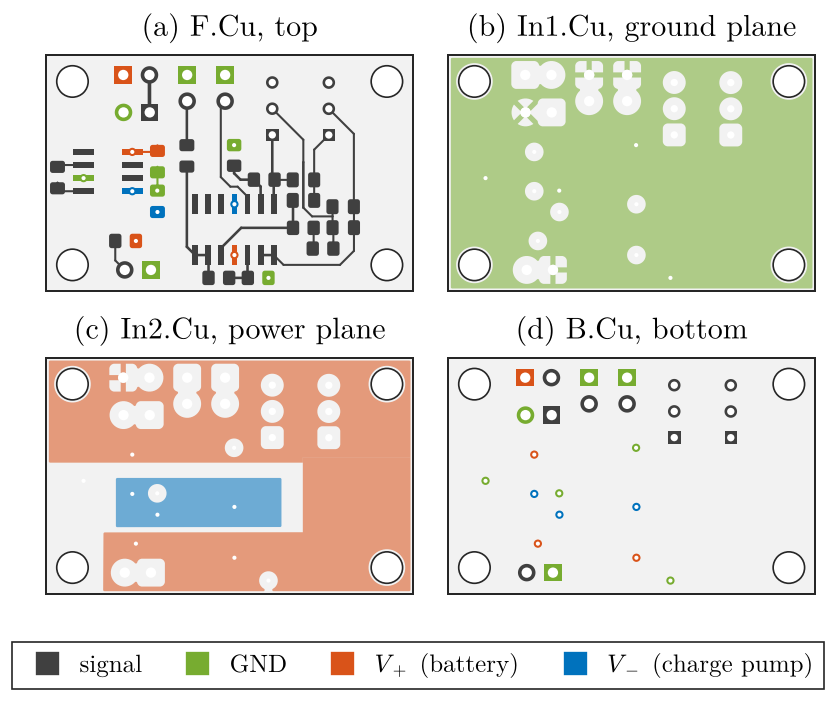 (a) F.Cu, top
(b) In1.Cu, ground plane
(c) In2.Cu, power plane
(d) B.Cu, bottom
signal GND V₊ (battery) V₋ (charge pump)